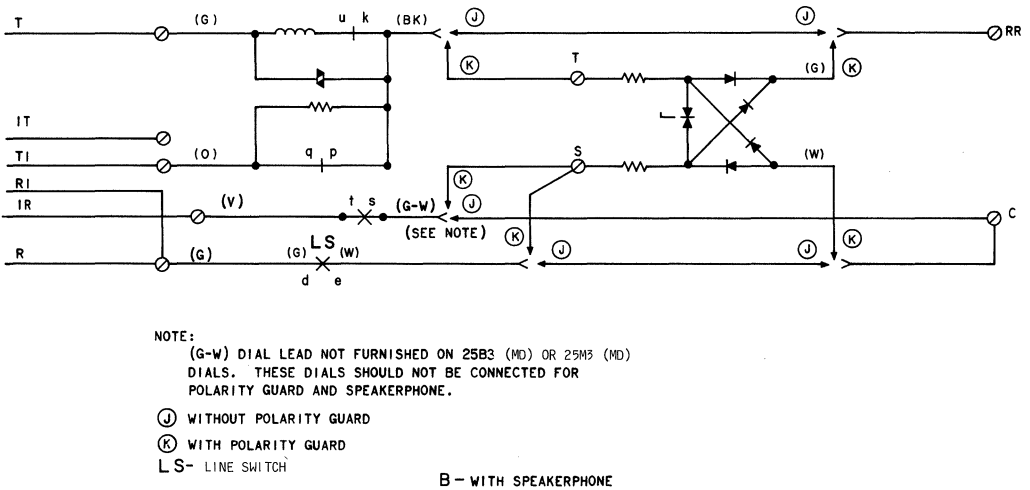 T (G) u k (BK) J J RR
K T (G) K
IT
TI (O) q p S (W)
RI K
IR (V) t s (G-W) J C
(SEE NOTE) K K
R (G) LS (G) (W) J J
d e
NOTE:
(G-W) DIAL LEAD NOT FURNISHED ON 25B3 (MD) OR 25M3 (MD)
DIALS. THESE DIALS SHOULD NOT BE CONNECTED FOR
POLARITY GUARD AND SPEAKERPHONE.
J WITHOUT POLARITY GUARD
K WITH POLARITY GUARD
LS- LINE SWITCH
B - WITH SPEAKERPHONE